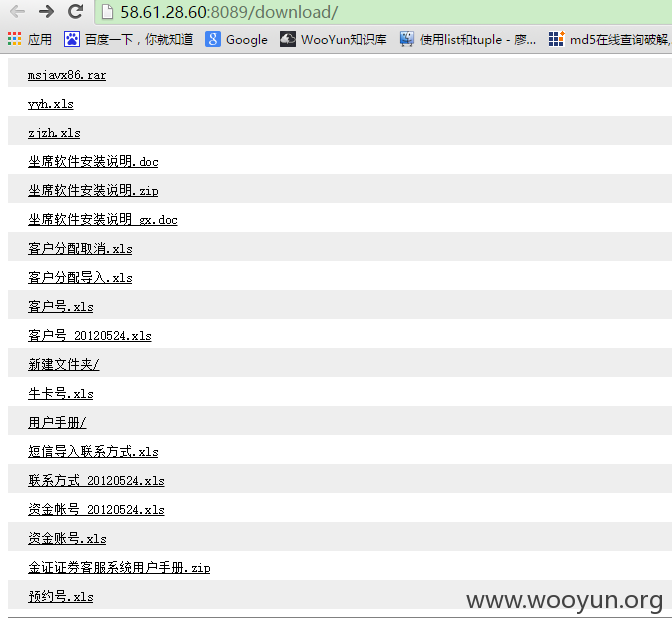 58.61.28.60:8089/download/
应用 百度一下，你就知道 Google WooYun知识库 使用list和tuple - 廖... md5在线查询破解,
msjavx86.rar
yyh.xls
zjzh.xls
坐席软件安装说明.doc
坐席软件安装说明.zip
坐席软件安装说明_gx.doc
客户分配取消.xls
客户分配导入.xls
客户号.xls
客户号_20120524.xls
新建文件夹/
牛卡号.xls
用户手册/
短信导入联系方式.xls
联系方式_20120524.xls
资金帐号_20120524.xls
资金账号.xls
金证证券客服系统用户手册.zip
预约号.xls
www.wooyun.org